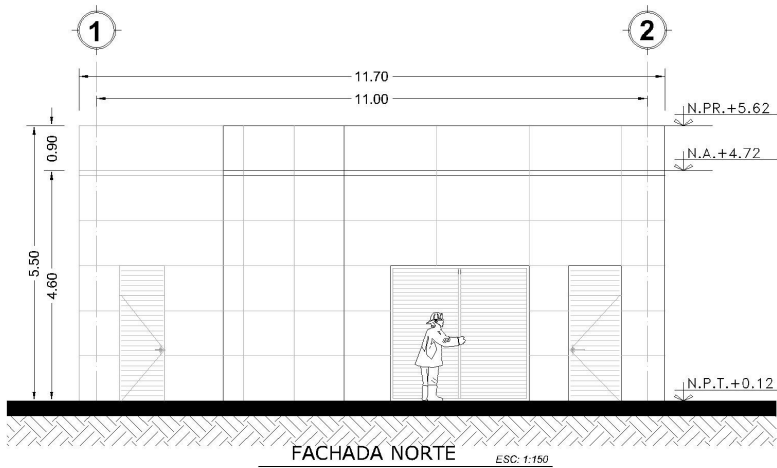 1
2
11.70
11.00
N.PR.+5.62
0.90
N.A.+4.72
5.50
4.60
N.P.T.+0.12
FACHADA NORTE
ESC: 1:150